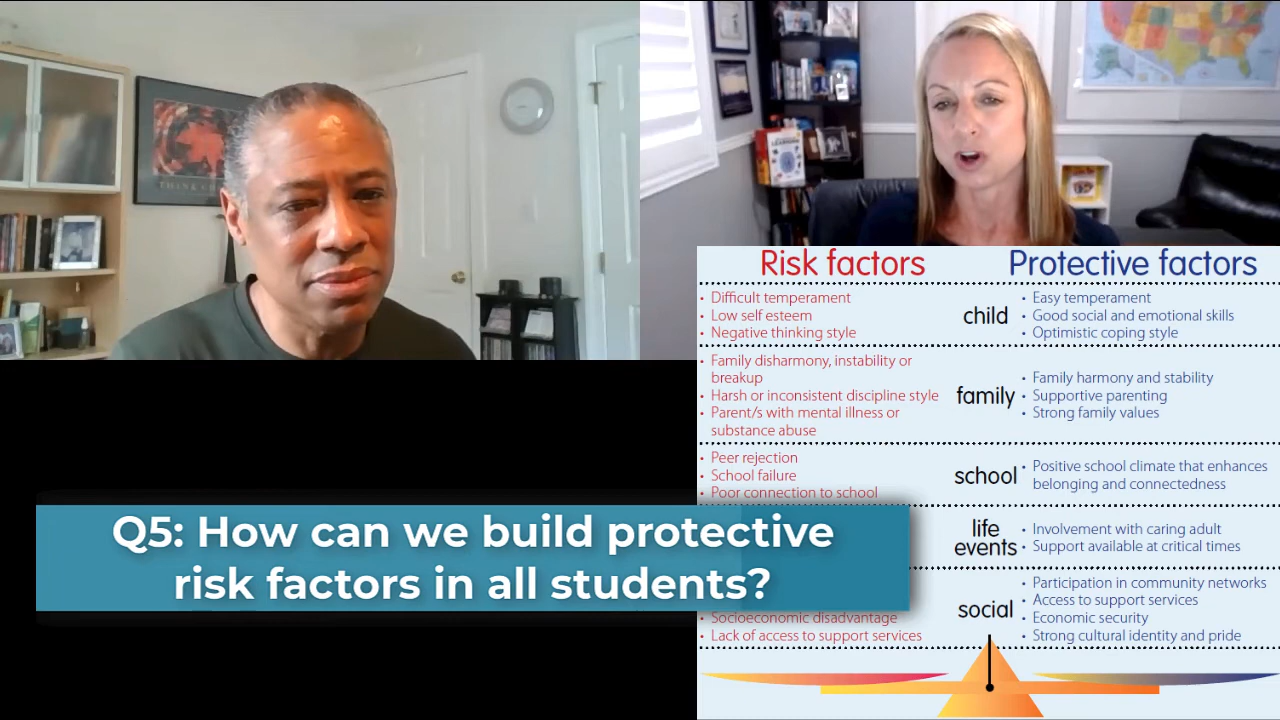 THINK
LEARNING
Risk factors
Protective factors
• Difficult temperament
• Low self esteem
• Negative thinking style
child
• Easy temperament
• Good social and emotional skills
• Optimistic coping style
• Family disharmony, instability or
breakup
• Harsh or inconsistent discipline style
• Parent/s with mental illness or
substance abuse
family
• Family harmony and stability
• Supportive parenting
• Strong family values
• Peer rejection
• School failure
• Poor connection to school
school
• Positive school climate that enhances
belonging and connectedness
life
events
• Involvement with caring adult
• Support available at critical times
Q5: How can we build protective
risk factors in all students?
Socioeconomic disadvantage
• Lack of access to support services
social
• Participation in community networks
• Access to support services
• Economic security
• Strong cultural identity and pride